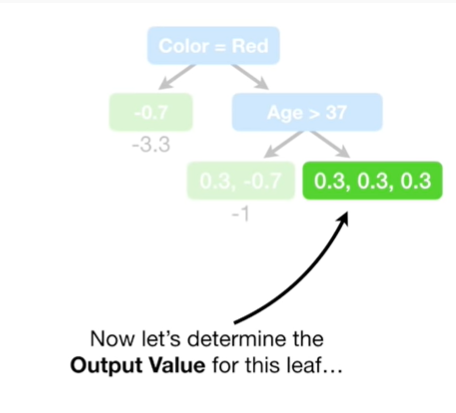 Color = Red
-0.7
Age > 37
-3.3
0.3, -0.7
0.3, 0.3, 0.3
-1
Now let's determine the
Output Value for this leaf...